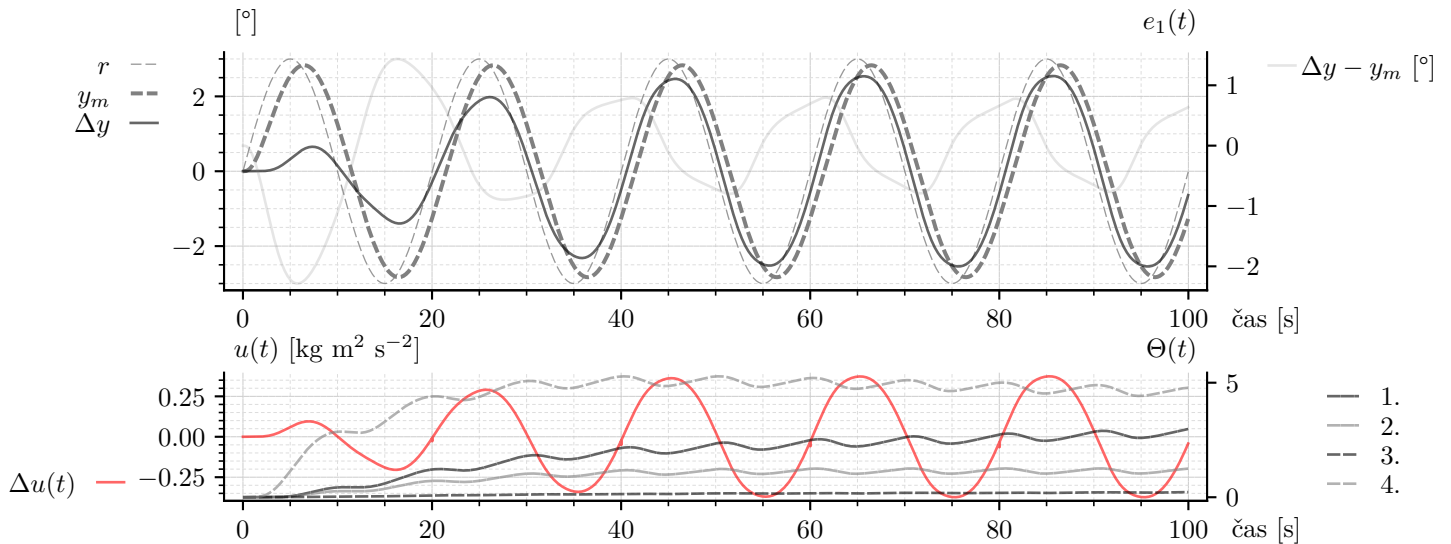 [°]
e₁(t)
r
yₘ
Δy
Δy − yₘ [°]
2
0
−2
1
0
−1
−2
0
20
40
60
80
100
čas [s]
u(t) [kg m² s⁻²]
Θ(t)
0.25
0.00
−0.25
5
0
Δu(t)
1.
2.
3.
4.
0
20
40
60
80
100
čas [s]